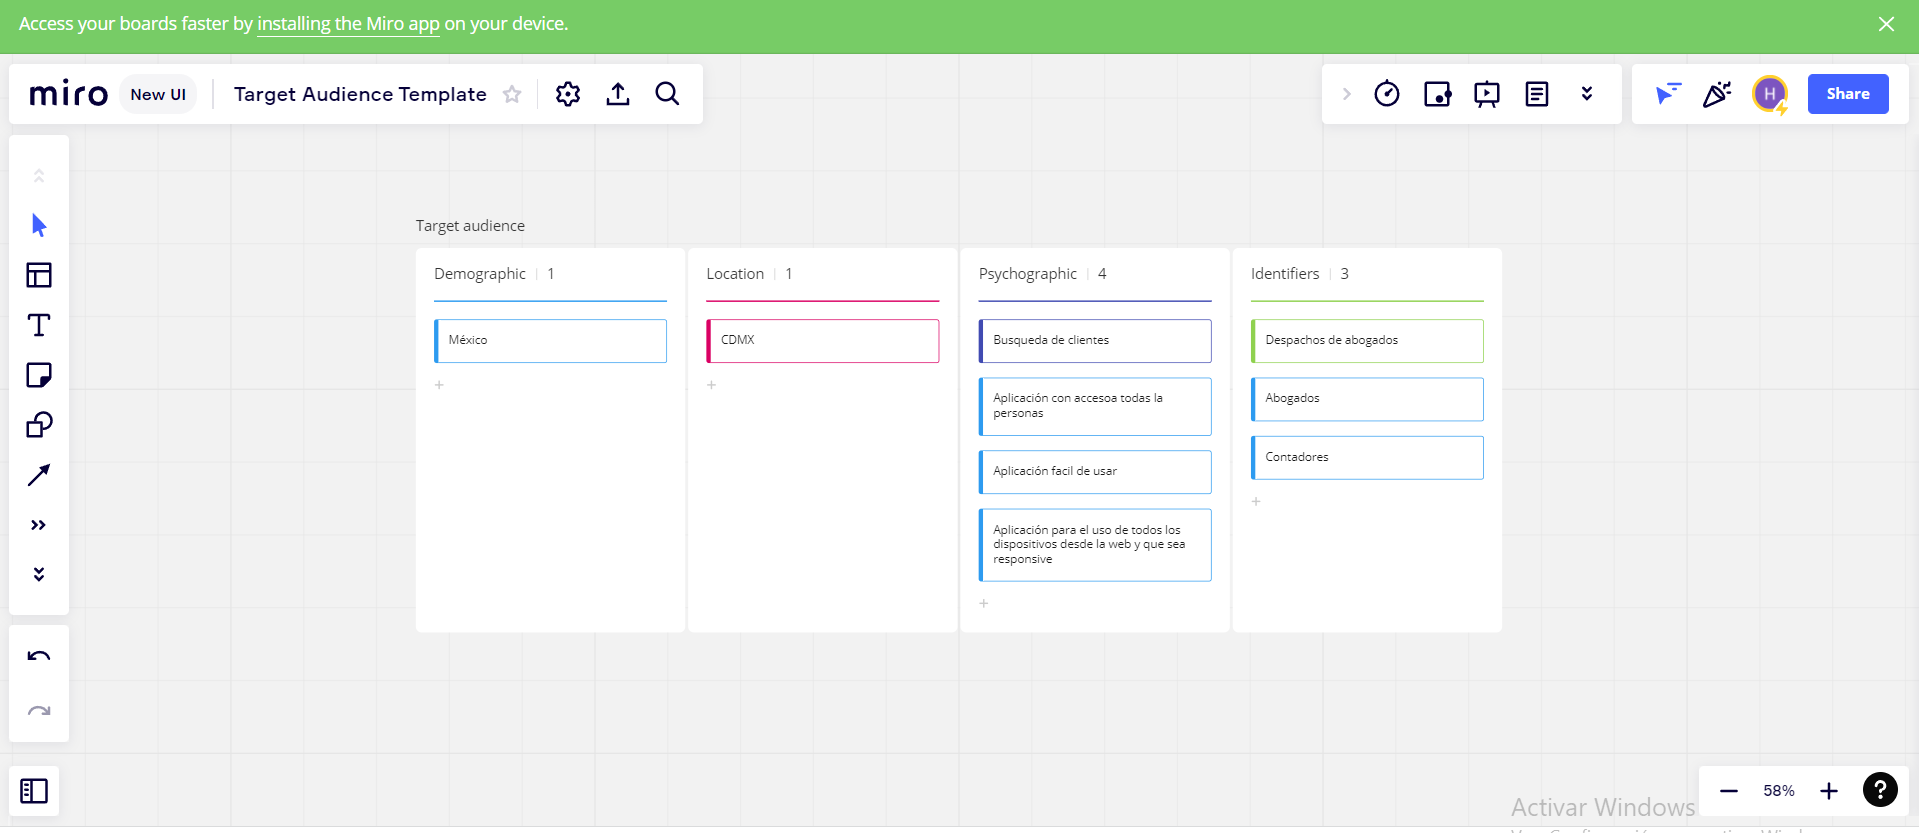 Access your boards faster by installing the Miro app on your device.
miro
New UI
Target Audience Template
H
Share
Target audience
Demographic | 1
Location | 1
Psychographic | 4
Identifiers | 3
México
CDMX
Busqueda de clientes
Despachos de abogados
Aplicación con accesoa todas la
personas
Abogados
Aplicación facil de usar
Contadores
Aplicación para el uso de todos los
dispositivos desde la web y que sea
responsive
58%
?
Activar Windows